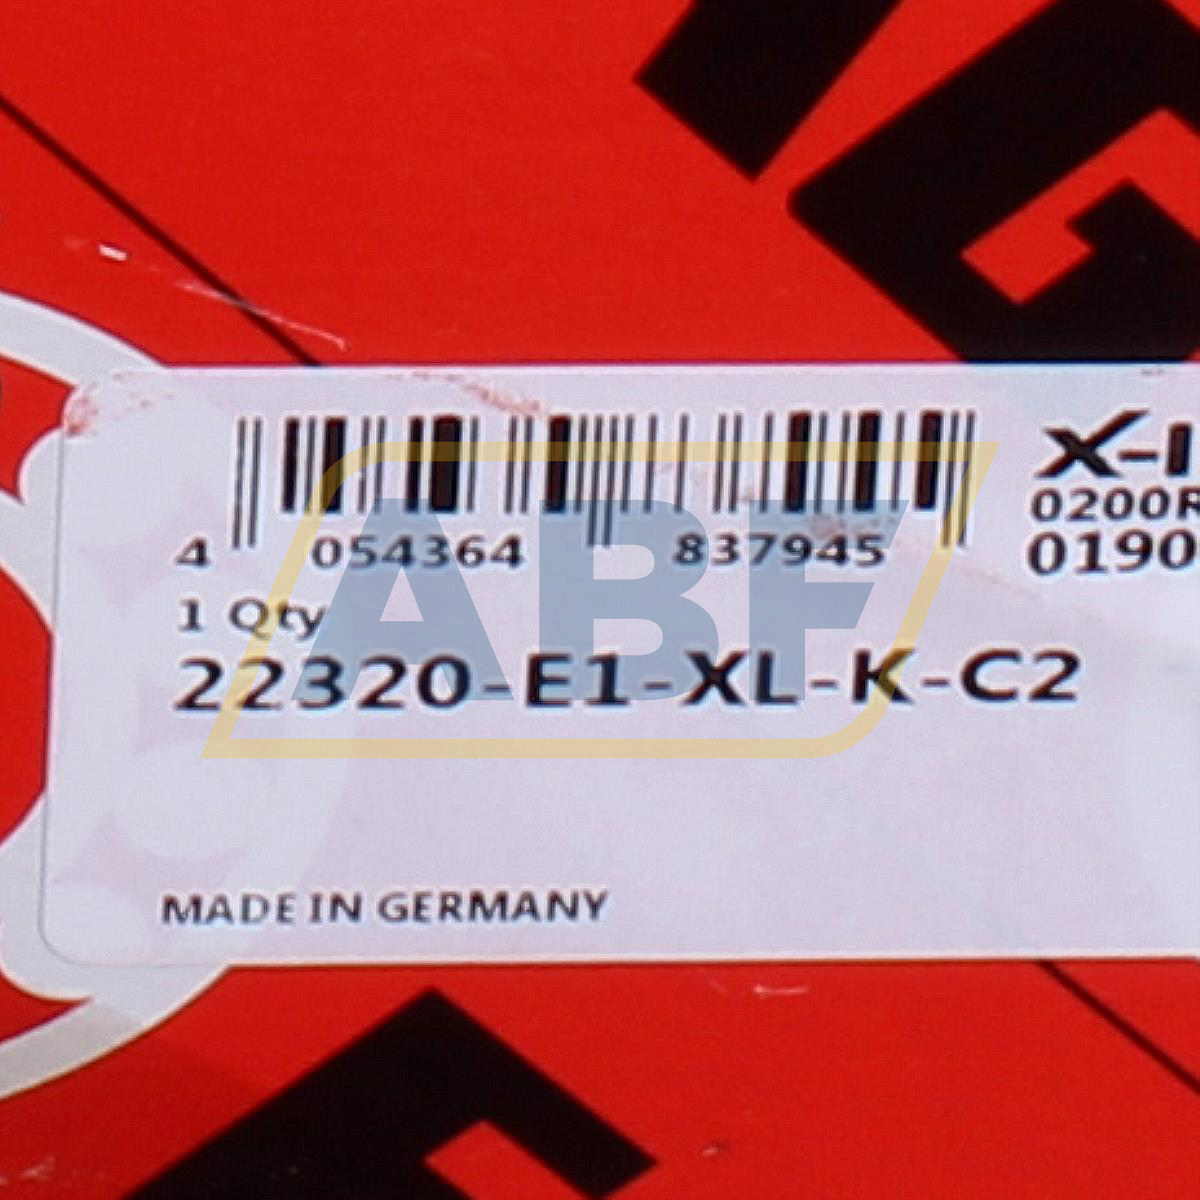 4 054364 837945
1 Qty
22320-E1-XL-K-C2
MADE IN GERMANY
X-l
0200R
0190
ABF